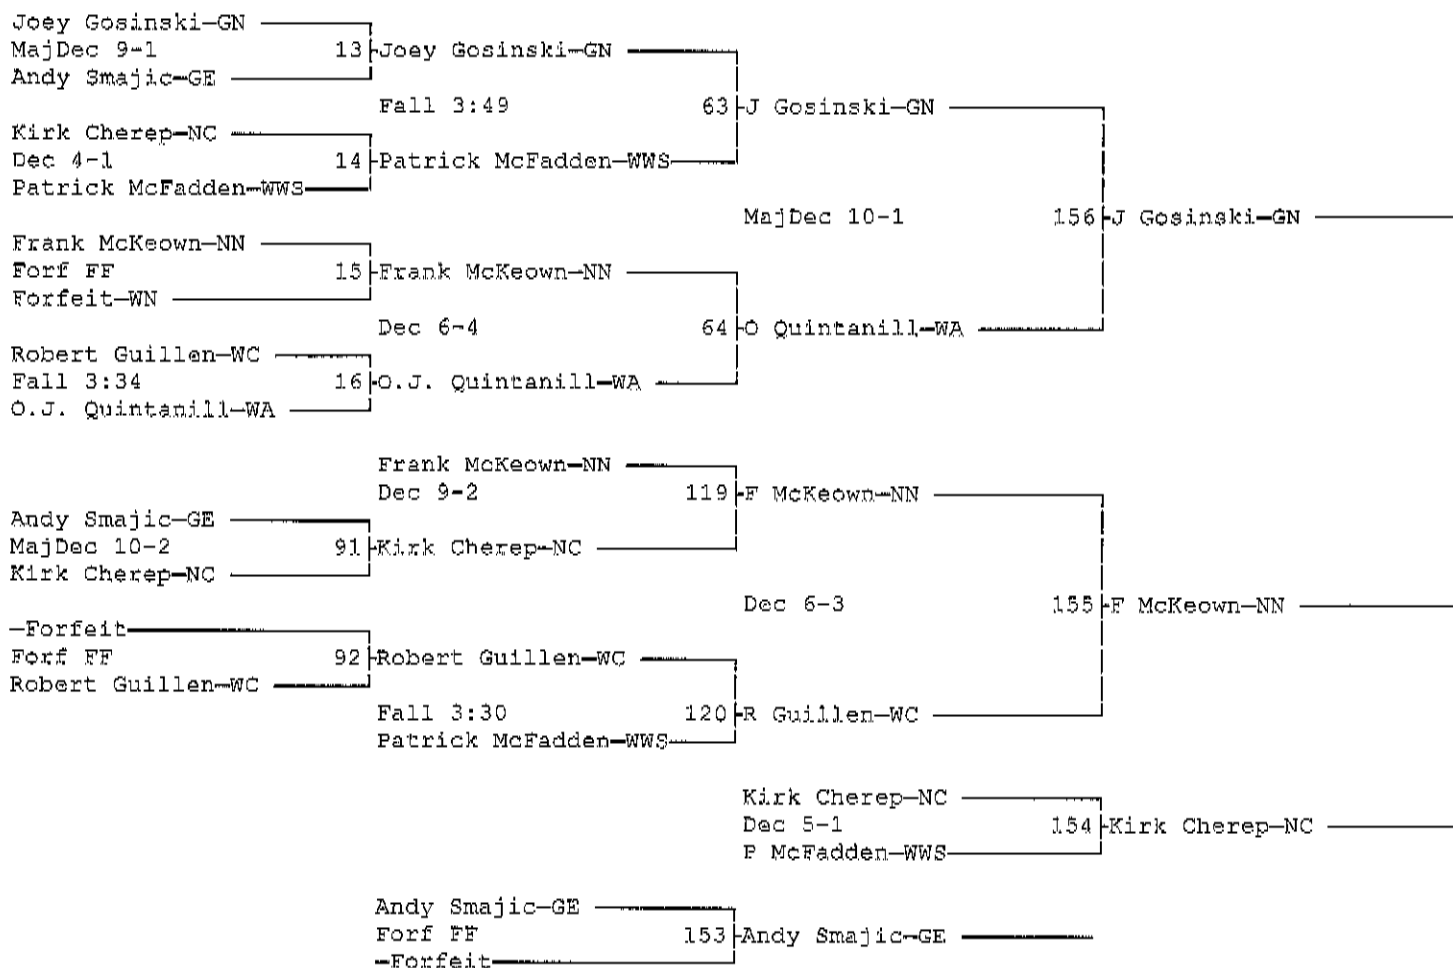 Joey Gosinski-GN
MajDec 9-1 13 Joey Gosinski-GN
Andy Smajic-GE
Fall 3:49 63 J Gosinski-GN
Kirk Cherep-NC
Dec 4-1 14 Patrick McFadden-WWS
Patrick McFadden-WWS
MajDec 10-1 156 J Gosinski-GN
Frank McKeown-NN
Forf FF 15 Frank McKeown-NN
Forfeit-WN
Dec 6-4 64 O Quintanill-WA
Robert Guillen-WC
Fall 3:34 16 O.J. Quintanill-WA
O.J. Quintanill-WA
Frank McKeown-NN
Dec 9-2 119 F McKeown-NN
Andy Smajic-GE
MajDec 10-2 91 Kirk Cherep-NC
Kirk Cherep-NC
Dec 6-3 155 F McKeown-NN
-Forfeit
Forf FF 92 Robert Guillen-WC
Robert Guillen-WC
Fall 3:30 120 R Guillen-WC
Patrick McFadden-WWS
Kirk Cherep-NC
Dec 5-1 154 Kirk Cherep-NC
P McFadden-WWS
Andy Smajic-GE
Forf FF 153 Andy Smajic-GE
-Forfeit